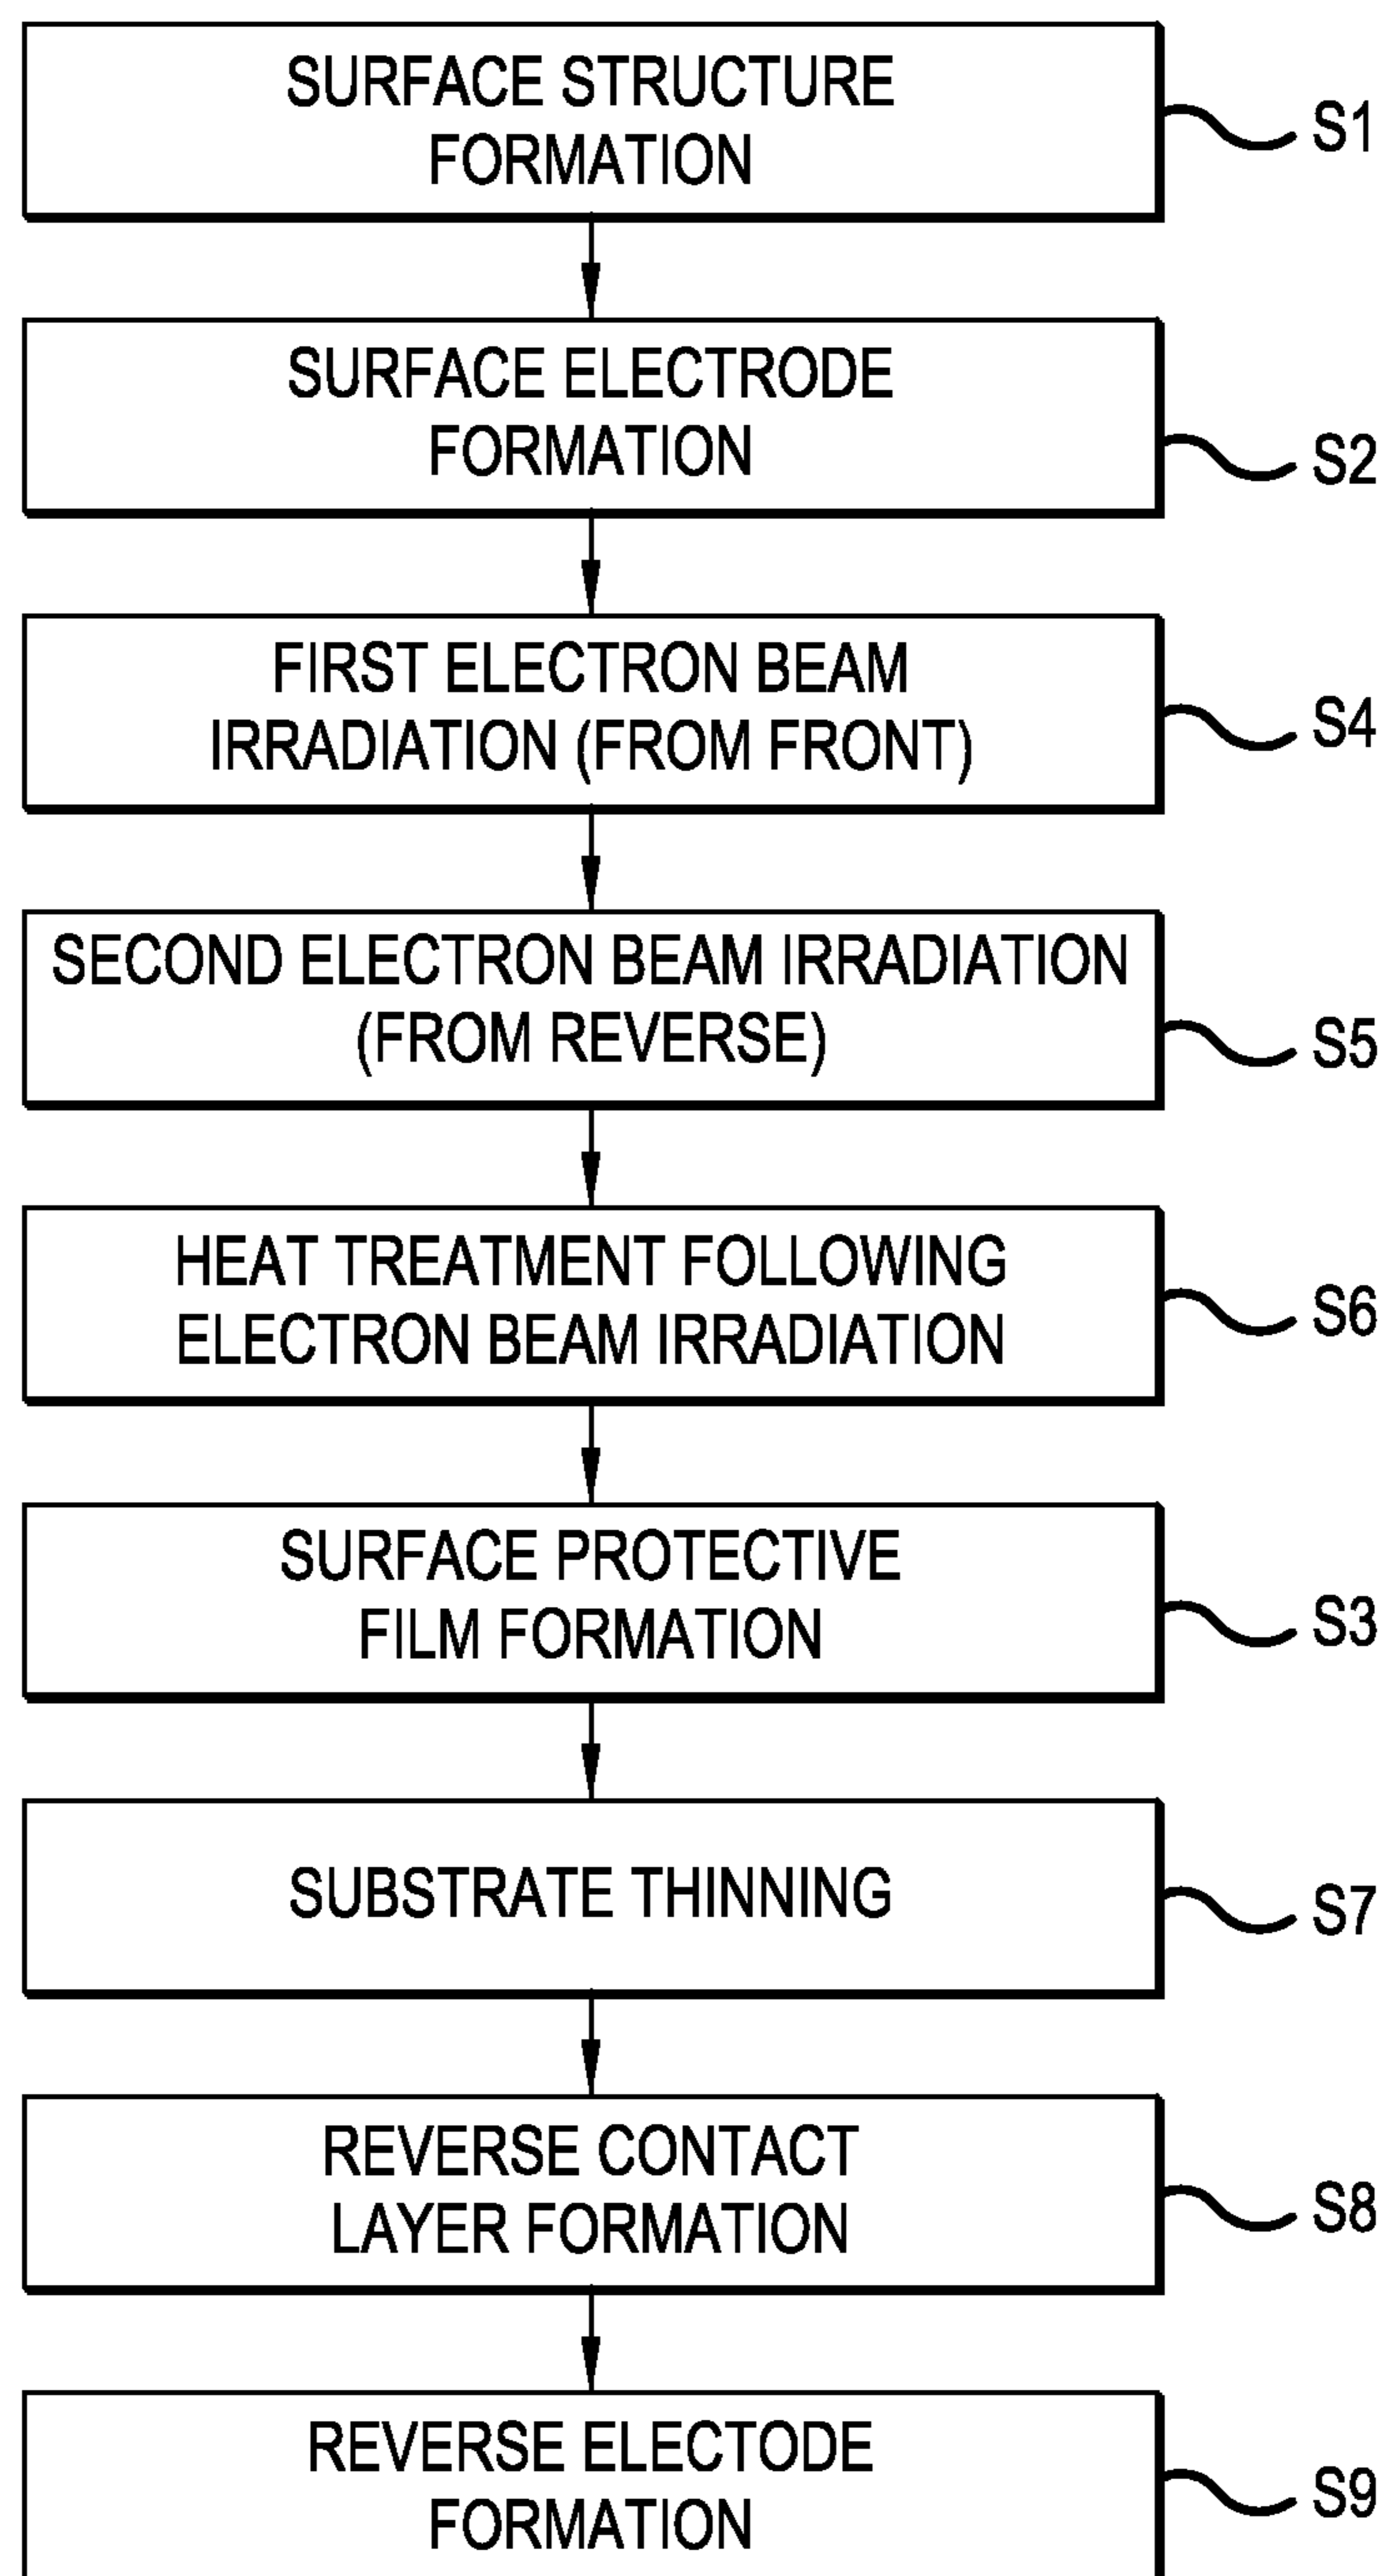 SURFACE STRUCTURE
FORMATION
S1
SURFACE ELECTRODE
FORMATION
S2
FIRST ELECTRON BEAM
IRRADIATION (FROM FRONT)
S4
SECOND ELECTRON BEAM IRRADIATION
(FROM REVERSE)
S5
HEAT TREATMENT FOLLOWING
ELECTRON BEAM IRRADIATION
S6
SURFACE PROTECTIVE
FILM FORMATION
S3
SUBSTRATE THINNING
S7
REVERSE CONTACT
LAYER FORMATION
S8
REVERSE ELECTODE
FORMATION
S9